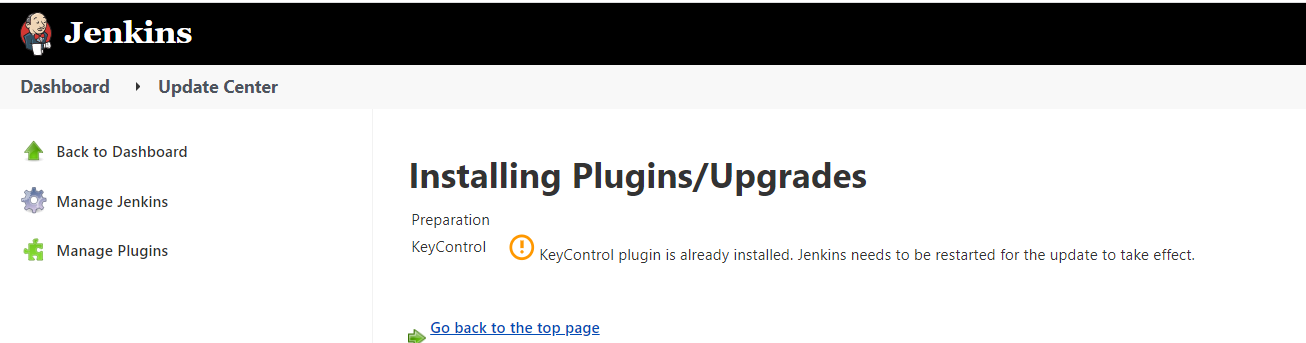 Jenkins
Dashboard
Update Center
Back to Dashboard
Manage Jenkins
Manage Plugins
Installing Plugins/Upgrades
Preparation
KeyControl
KeyControl plugin is already installed. Jenkins needs to be restarted for the update to take effect.
Go back to the top page